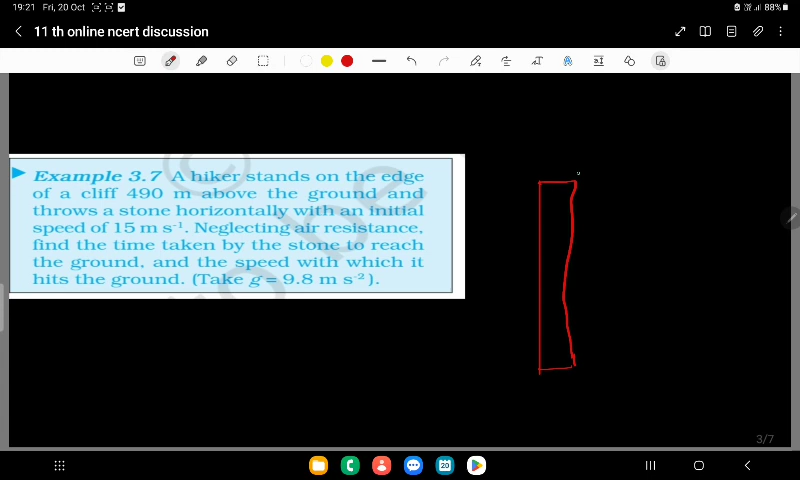 19:21 Fri, 20 Oct
88%
11 th online ncert discussion
Example 3.7 A hiker stands on the edge
of a cliff 490 m above the ground and
throws a stone horizontally with an initial
speed of 15 m s⁻¹. Neglecting air resistance,
find the time taken by the stone to reach
the ground, and the speed with which it
hits the ground. (Take g = 9.8 m s⁻²).
©
to be
3/7
20